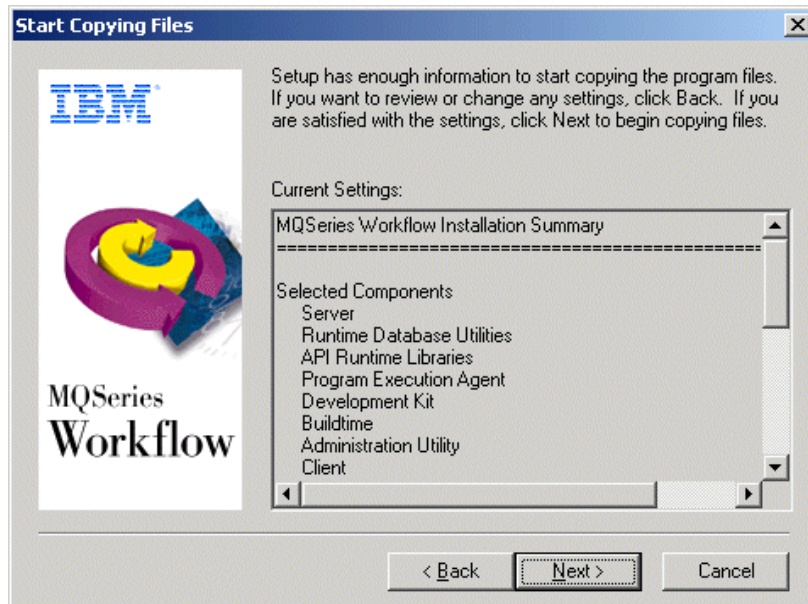 Start Copying Files
IBM
MQSeries
Workflow
Setup has enough information to start copying the program files.
If you want to review or change any settings, click Back. If you
are satisfied with the settings, click Next to begin copying files.
Current Settings:
MQSeries Workflow Installation Summary
=====================================================
Selected Components
Server
Runtime Database Utilities
API Runtime Libraries
Program Execution Agent
Development Kit
Buildtime
Administration Utility
Client
< Back
Next >
Cancel